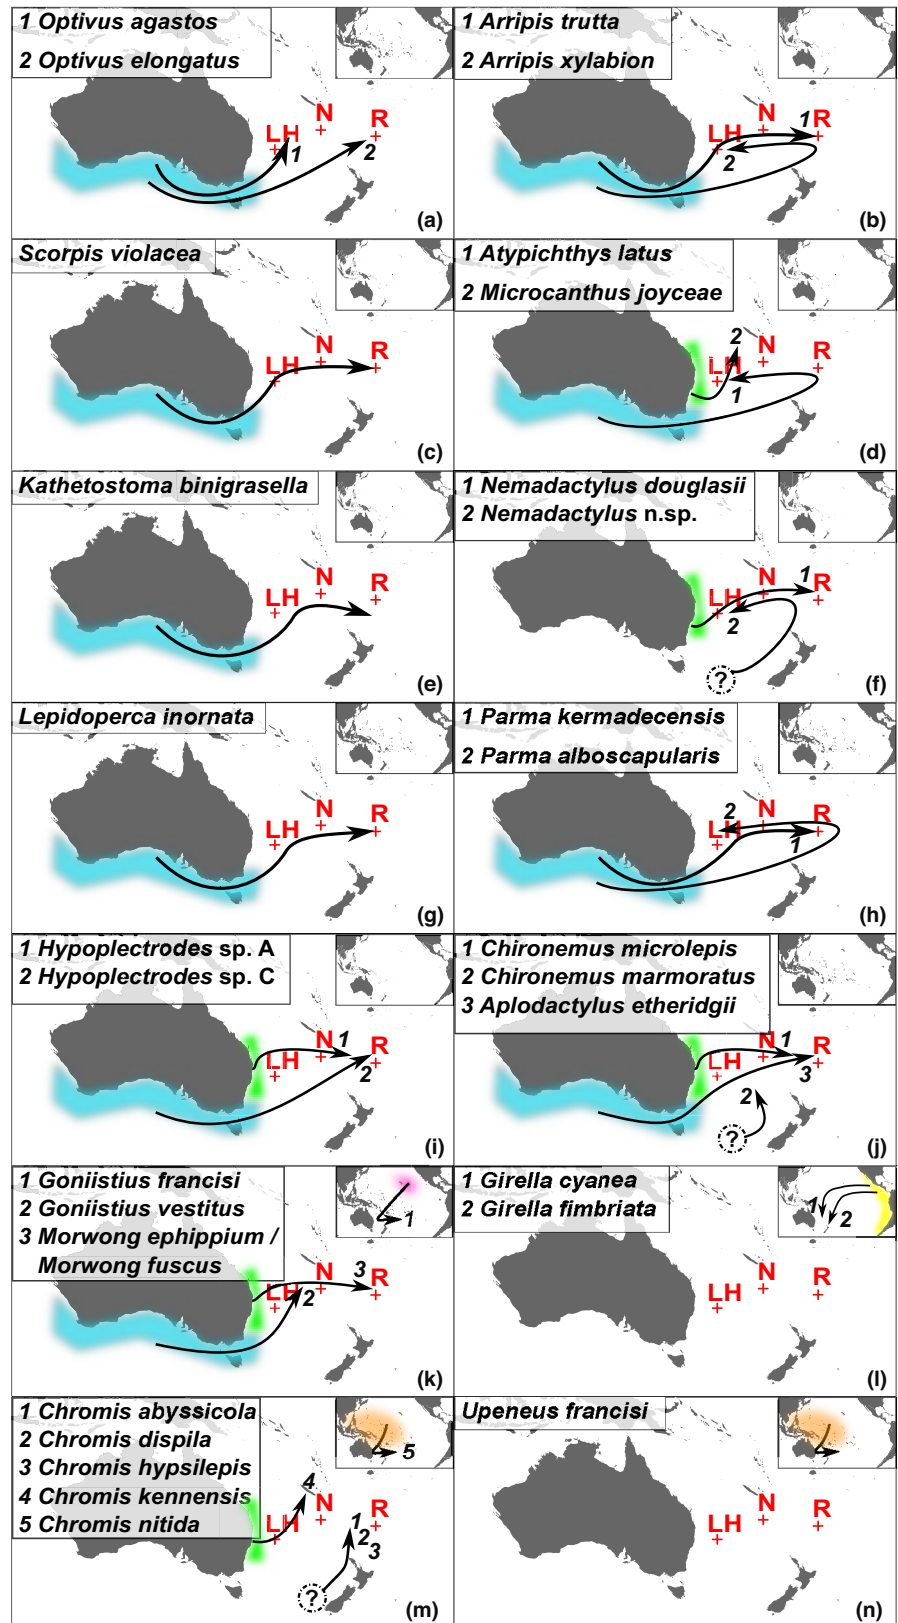 1 Optivus agastos
2 Optivus elongatus
N
LH
R
1
2
(a)
1 Arripis trutta
2 Arripis xylabion
N
LH
R
1
2
(b)
Scorpis violacea
N
LH
R
(c)
1 Atypichthys latus
2 Microcanthus joyceae
2
N
LH
R
1
(d)
Kathetostoma binigrasella
N
LH
R
(e)
1 Nemadactylus douglasii
2 Nemadactylus n.sp.
N
1 R
LH
2
?
(f)
Lepidoperca inornata
N
LH
R
(g)
1 Parma kermadecensis
2 Parma alboscapularis
2
N
LH
R
1
(h)
1 Hypoplectrodes sp. A
2 Hypoplectrodes sp. C
N
1
R
LH
2
(i)
1 Chironemus microlepis
2 Chironemus marmoratus
3 Aplodactylus etheridgii
N
1
R
LH
3
2
?
(j)
1 Goniistius francisi
2 Goniistius vestitus
3 Morwong ephippium /
Morwong fuscus
1
N
3
R
LH
2
(k)
1 Girella cyanea
2 Girella fimbriata
1
2
N
LH
R
(l)
1 Chromis abyssicola
2 Chromis dispila
3 Chromis hypsilepis
4 Chromis kennensis
5 Chromis nitida
5
4
N
LH
R
1
2
3
?
(m)
Upeneus francisi
N
LH
R
(n)